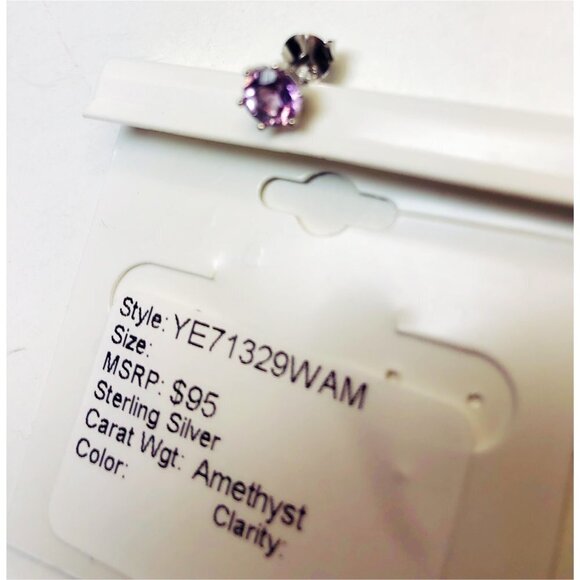 Style: YE71329WAM
Size:
MSRP: $95
Sterling Silver
Carat Wgt: Amethyst
Color: Clarity: